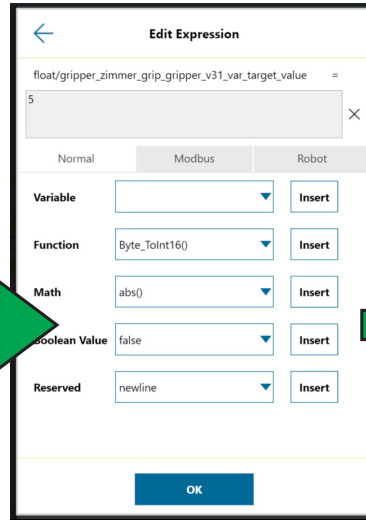 Edit Expression
float/gripper_zimmer_grip_gripper_v31_var_target_value =
5
Normal Modbus Robot
Variable Insert
Function Byte_ToInt16() Insert
Math abs() Insert
Boolean Value false Insert
Reserved newline Insert
OK